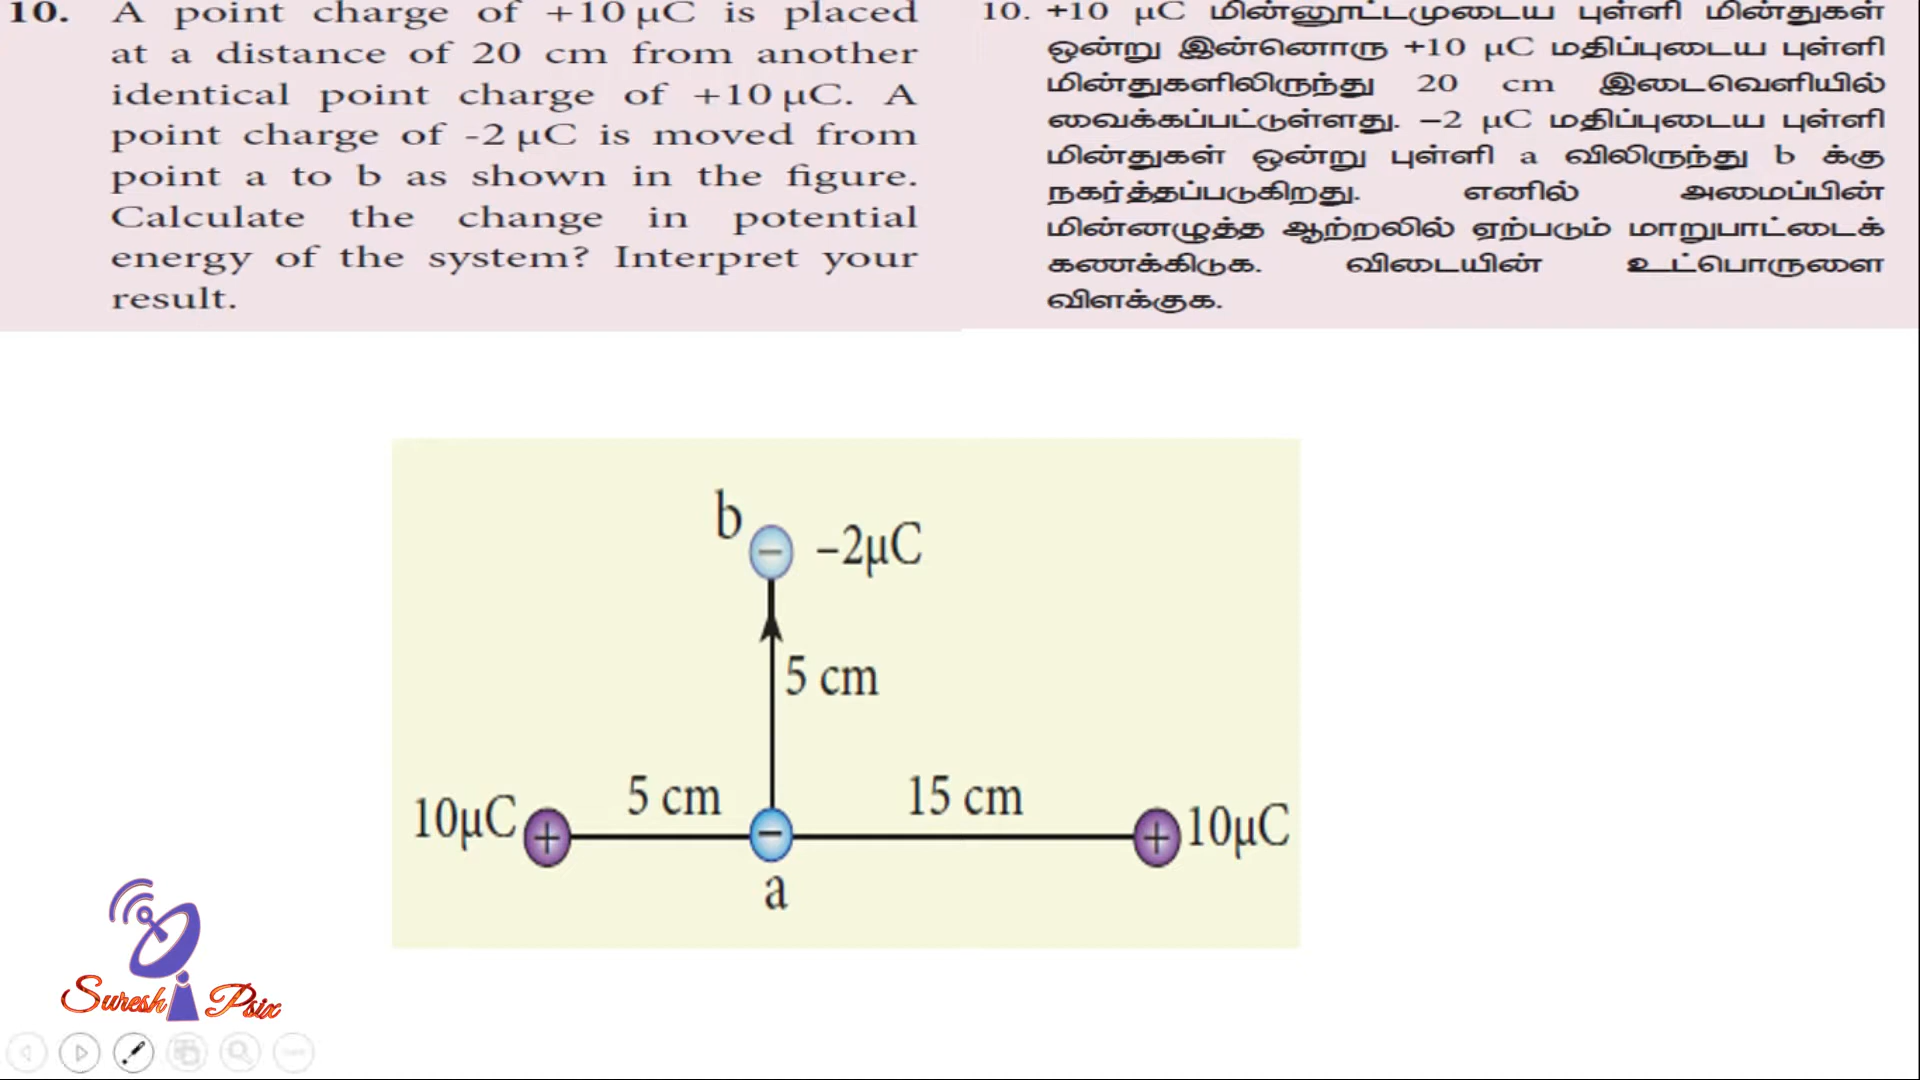 10. A point charge of +10 μC is placed
at a distance of 20 cm from another
identical point charge of +10 μC. A
point charge of -2 μC is moved from
point a to b as shown in the figure.
Calculate the change in potential
energy of the system? Interpret your
result.
10. +10 μC மின்னூட்டமுடைய புள்ளி மின்துகள்
ஒன்று இன்னொரு +10 μC மதிப்புடைய புள்ளி
மின்துகளிலிருந்து 20 cm இடைவெளியில்
வைக்கப்பட்டுள்ளது. –2 μC மதிப்புடைய புள்ளி
மின்துகள் ஒன்று புள்ளி a விலிருந்து b க்கு
நகர்த்தப்படுகிறது. எனில் அமைப்பின்
மின்னழுத்த ஆற்றலில் ஏற்படும் மாறுபாட்டைக்
கணக்கிடுக. விடையின் உட்பொருளை
விளக்குக.
b
–
–2μC
5 cm
5 cm
15 cm
10μC
+
–
+
10μC
a
Suresh Psix